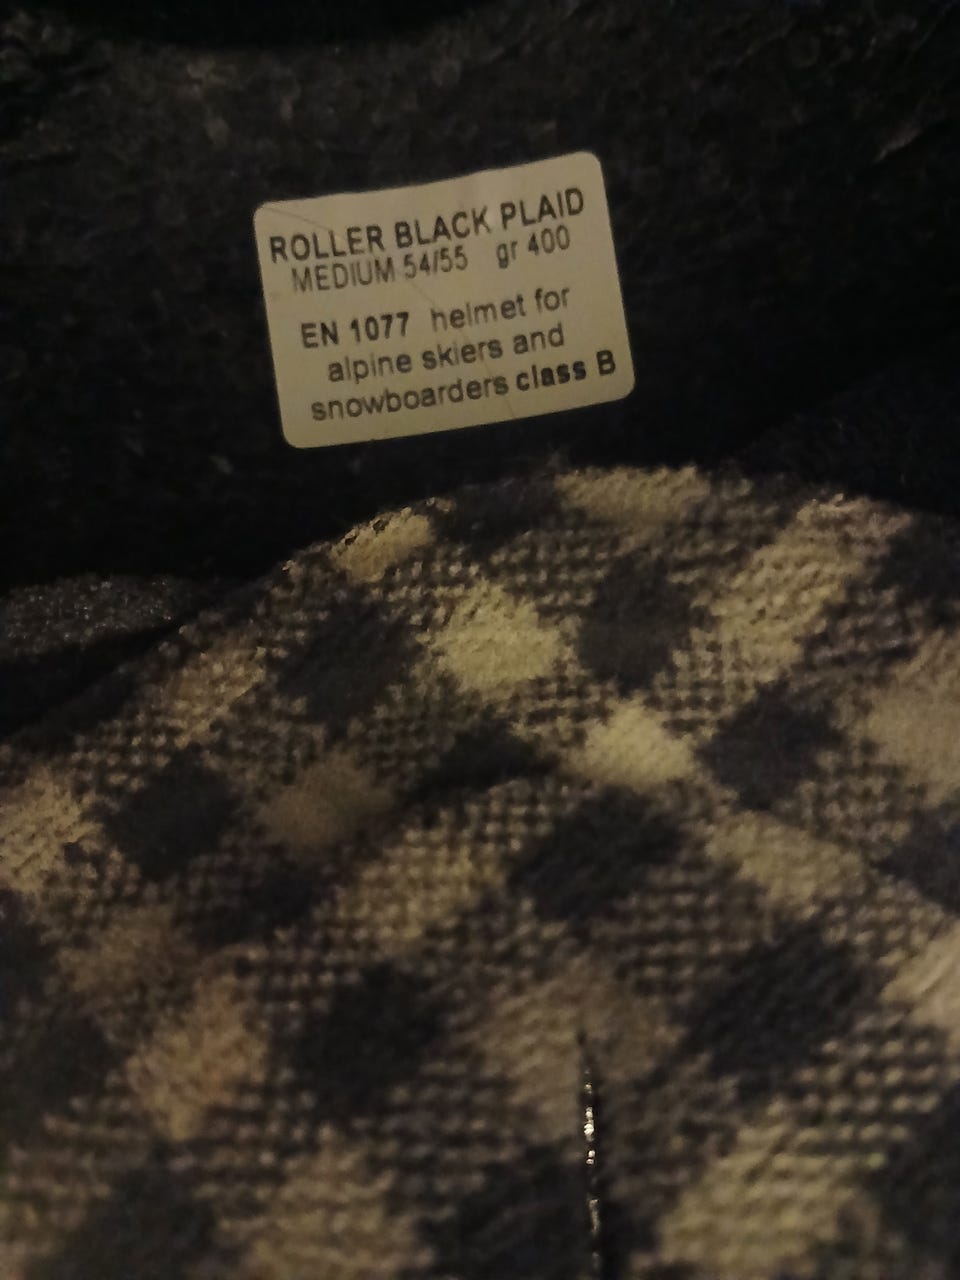 ROLLER BLACK PLAID
MEDIUM 54/55 gr 400
EN 1077 helmet for
alpine skiers and
snowboarders class B